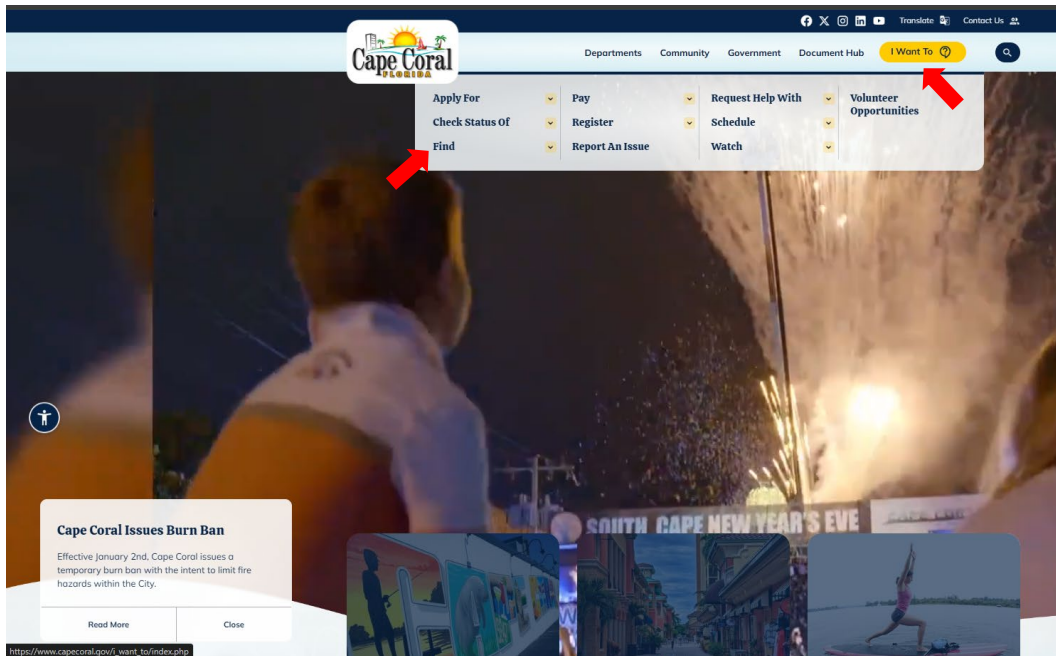 Translate
Contact Us
Cape Coral
FLORIDA
Departments
Community
Government
Document Hub
I Want To
Apply For
Pay
Request Help With
Volunteer
Opportunities
Check Status Of
Register
Schedule
Find
Report An Issue
Watch
SOUTH CAPE NEW YEAR'S EVE
Cape Coral Issues Burn Ban
Effective January 2nd, Cape Coral issues a
temporary burn ban with the intent to limit fire
hazards within the City.
Read More
Close
https://www.capecoral.gov/i_want_to/index.php